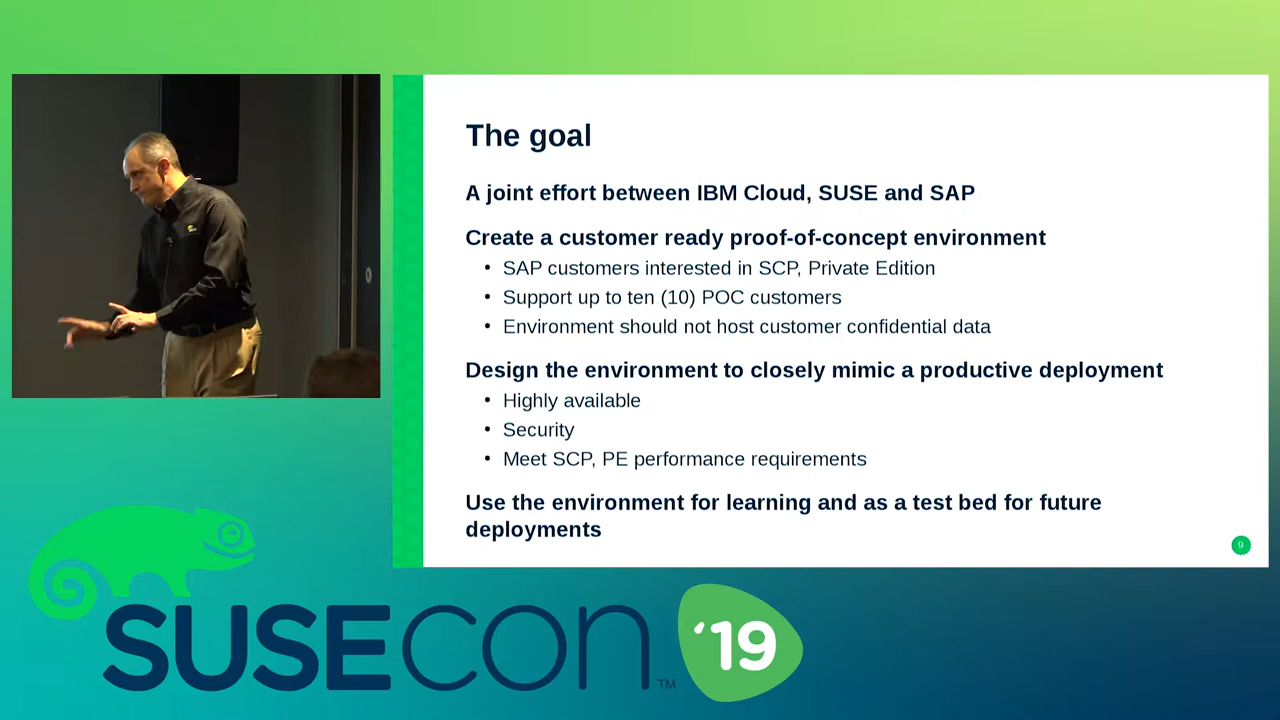 The goal
A joint effort between IBM Cloud, SUSE and SAP
Create a customer ready proof-of-concept environment
• SAP customers interested in SCP, Private Edition
• Support up to ten (10) POC customers
• Environment should not host customer confidential data
Design the environment to closely mimic a productive deployment
• Highly available
• Security
• Meet SCP, PE performance requirements
Use the environment for learning and as a test bed for future
deployments
9
SUSECON TM '19